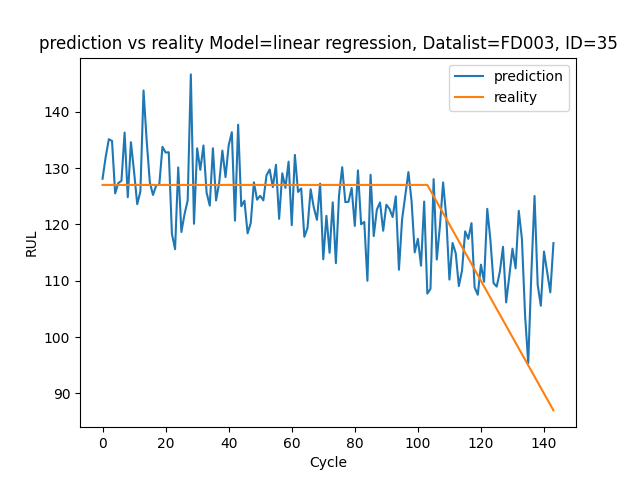 prediction vs reality Model=linear regression, Datalist=FD003, ID=35
prediction
reality
140
130
120
110
100
90
RUL
0 20 40 60 80 100 120 140
Cycle